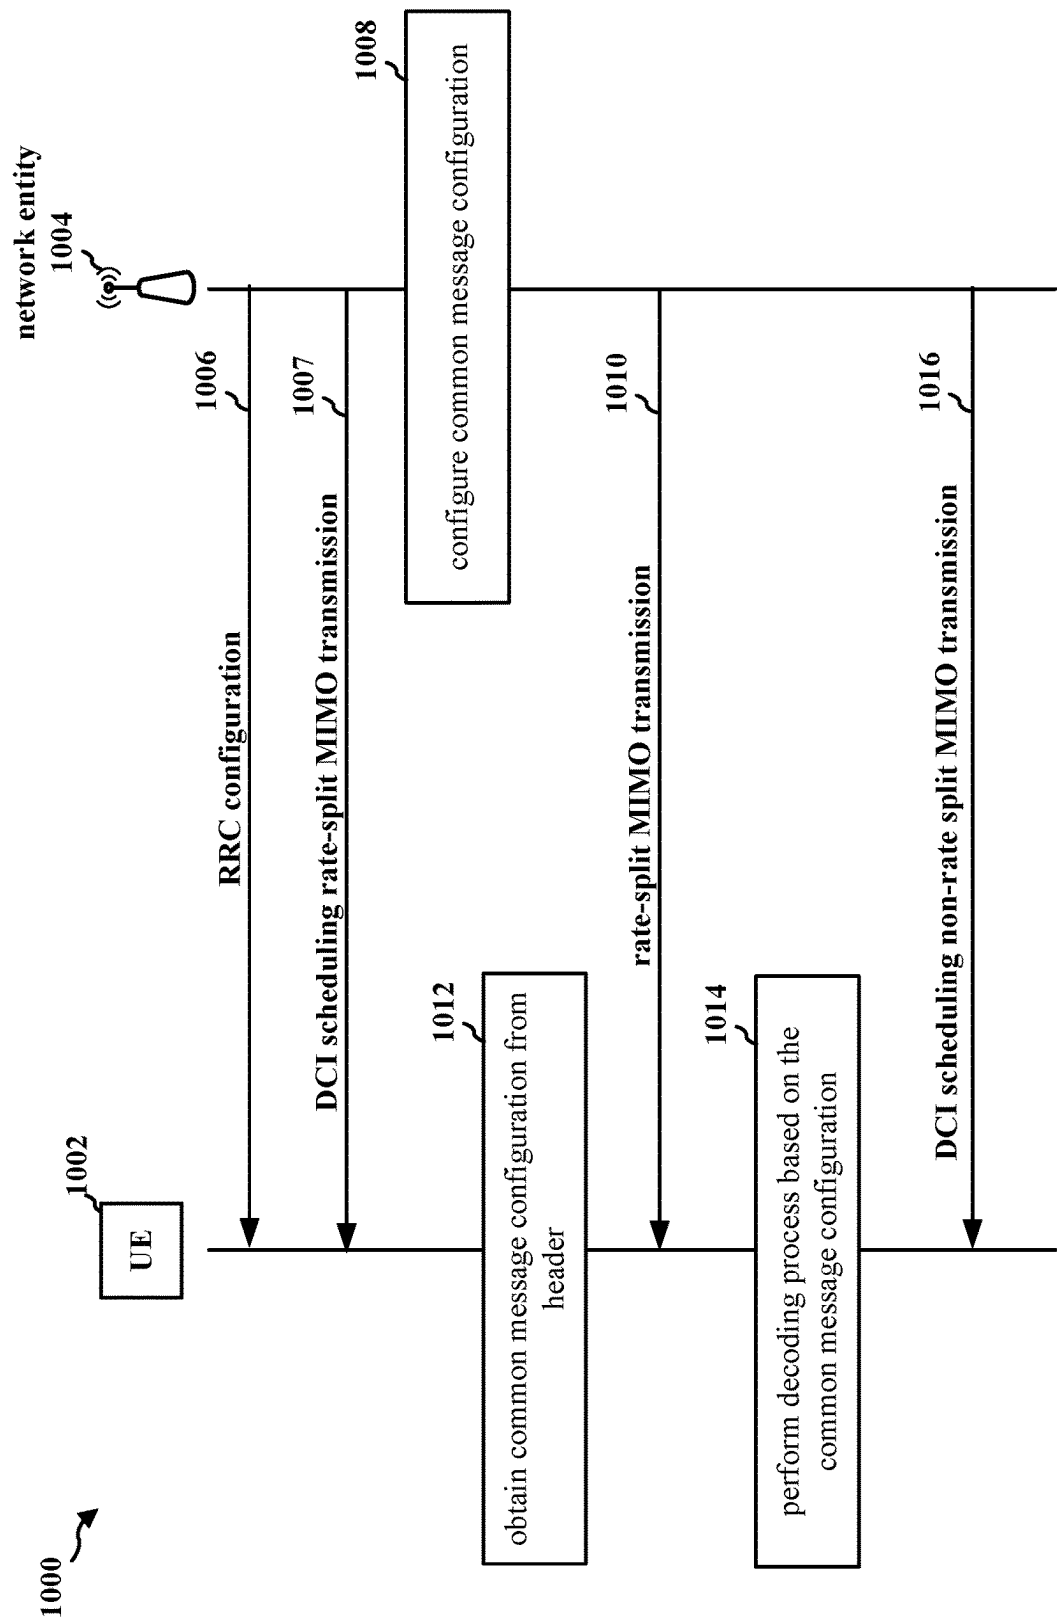 1000
UE
1002
network entity
1004
RRC configuration
1006
DCI scheduling rate-split MIMO transmission
1007
configure common message configuration
1008
obtain common message configuration from
header
1012
rate-split MIMO transmission
1010
perform decoding process based on the
common message configuration
1014
DCI scheduling non-rate split MIMO transmission
1016